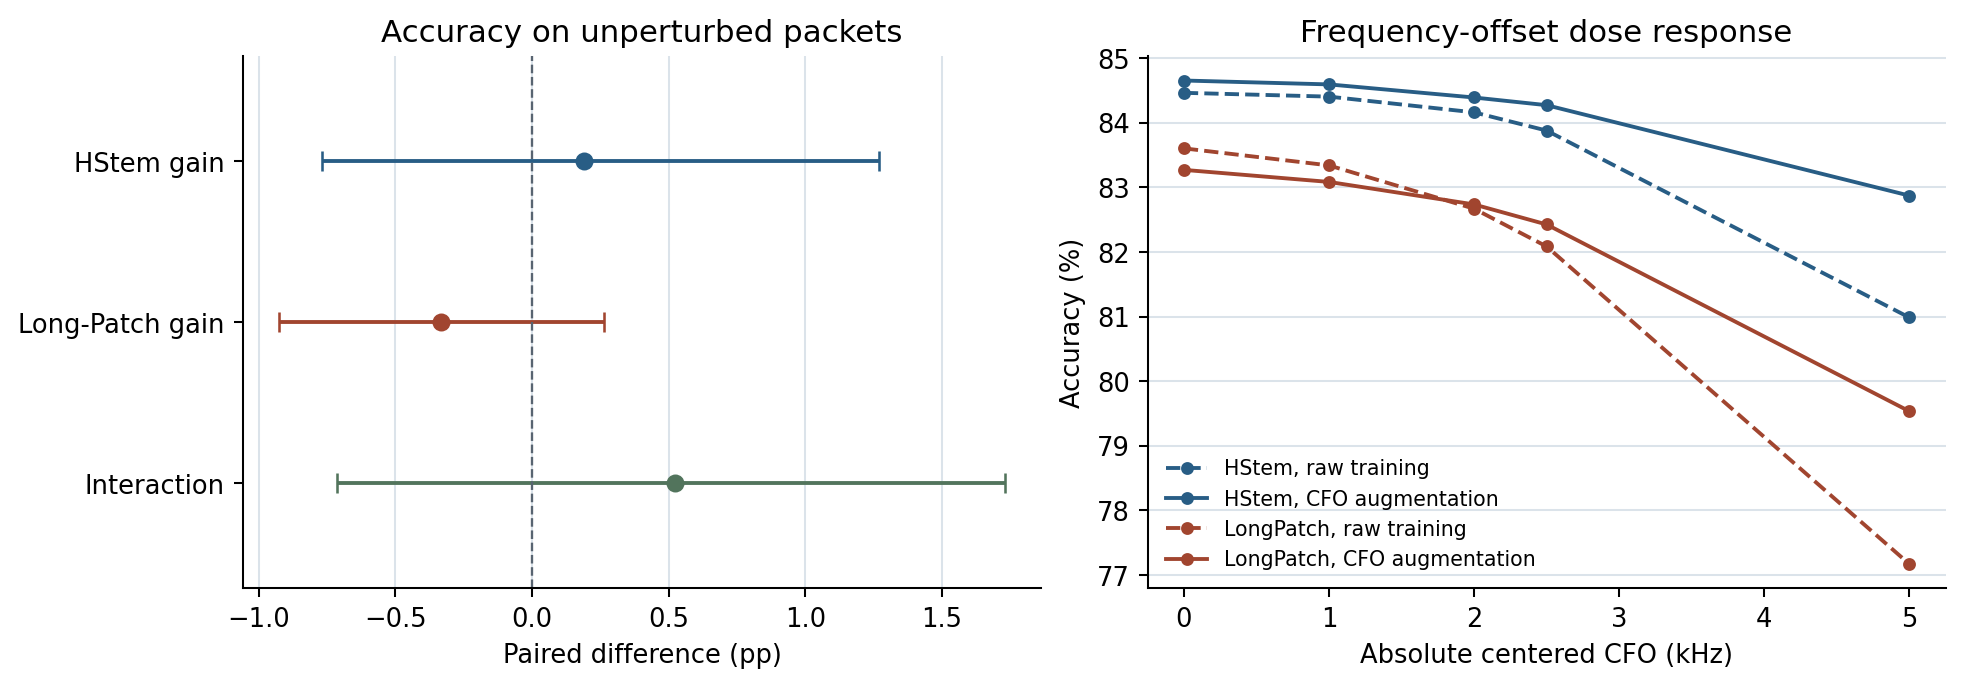 Accuracy on unperturbed packets
HStem gain
Long-Patch gain
Interaction
−1.0
−0.5
0.0
0.5
1.0
1.5
Paired difference (pp)
Frequency-offset dose response
Accuracy (%)
85
84
83
82
81
80
79
78
77
HStem, raw training
HStem, CFO augmentation
LongPatch, raw training
LongPatch, CFO augmentation
0
1
2
3
4
5
Absolute centered CFO (kHz)